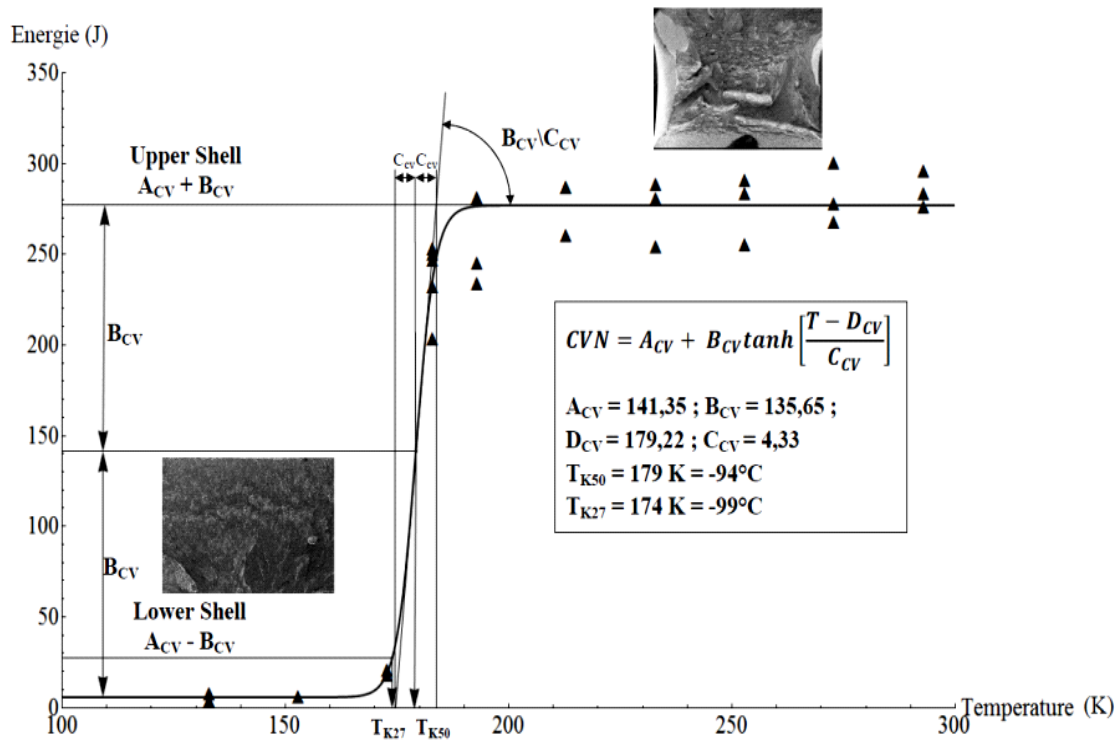 Energie (J)
350
300
250
200
150
100
50
0
Upper Shell
A_CV + B_CV
C_cv C_cv
B_CV\C_CV
B_CV
CVN = A_CV + B_CV tanh [(T − D_CV) / C_CV]
A_CV = 141,35 ; B_CV = 135,65 ;
D_CV = 179,22 ; C_CV = 4,33
T_K50 = 179 K = -94°C
T_K27 = 174 K = -99°C
B_CV
Lower Shell
A_CV - B_CV
100 150 200 250 300
T_K27 T_K50
Temperature (K)